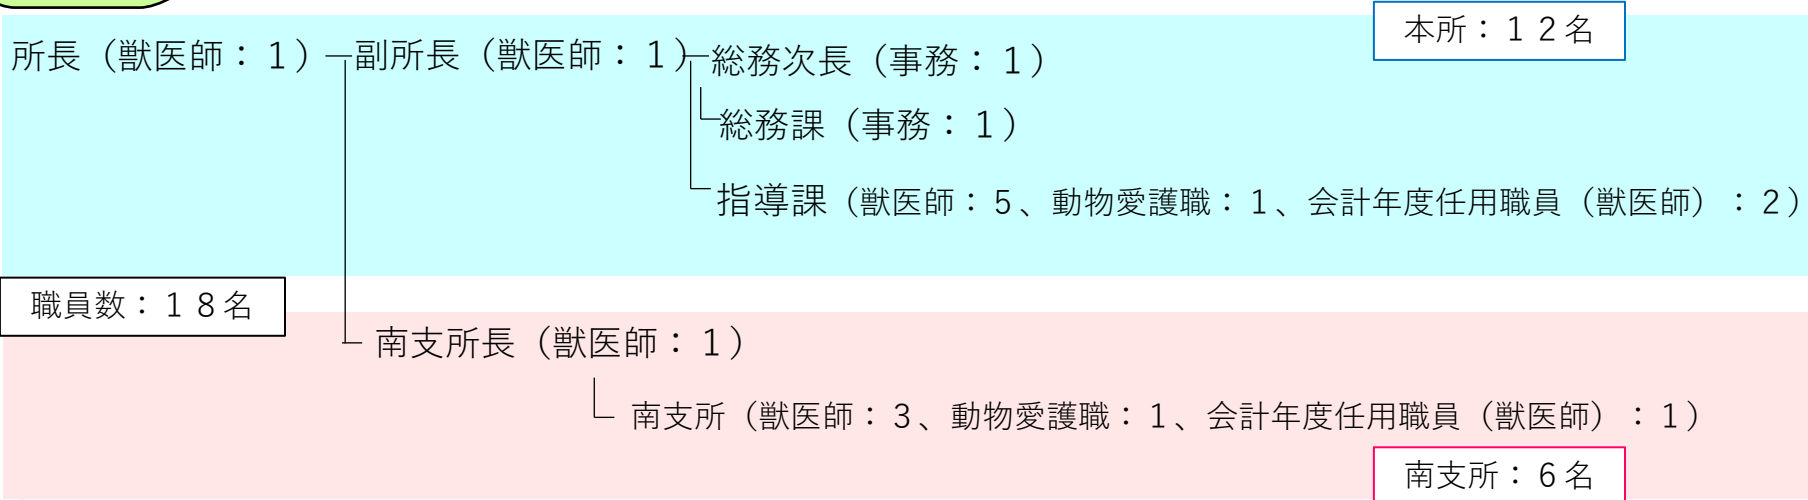 本所：１２名
所長（獣医師：１）副所長（獣医師：１）総務次長（事務：１）
総務課（事務：１）
指導課（獣医師：５、動物愛護職：１、会計年度任用職員（獣医師）：２）
職員数：１８名
南支所長（獣医師：１）
南支所（獣医師：３、動物愛護職：１、会計年度任用職員（獣医師）：１）
南支所：６名